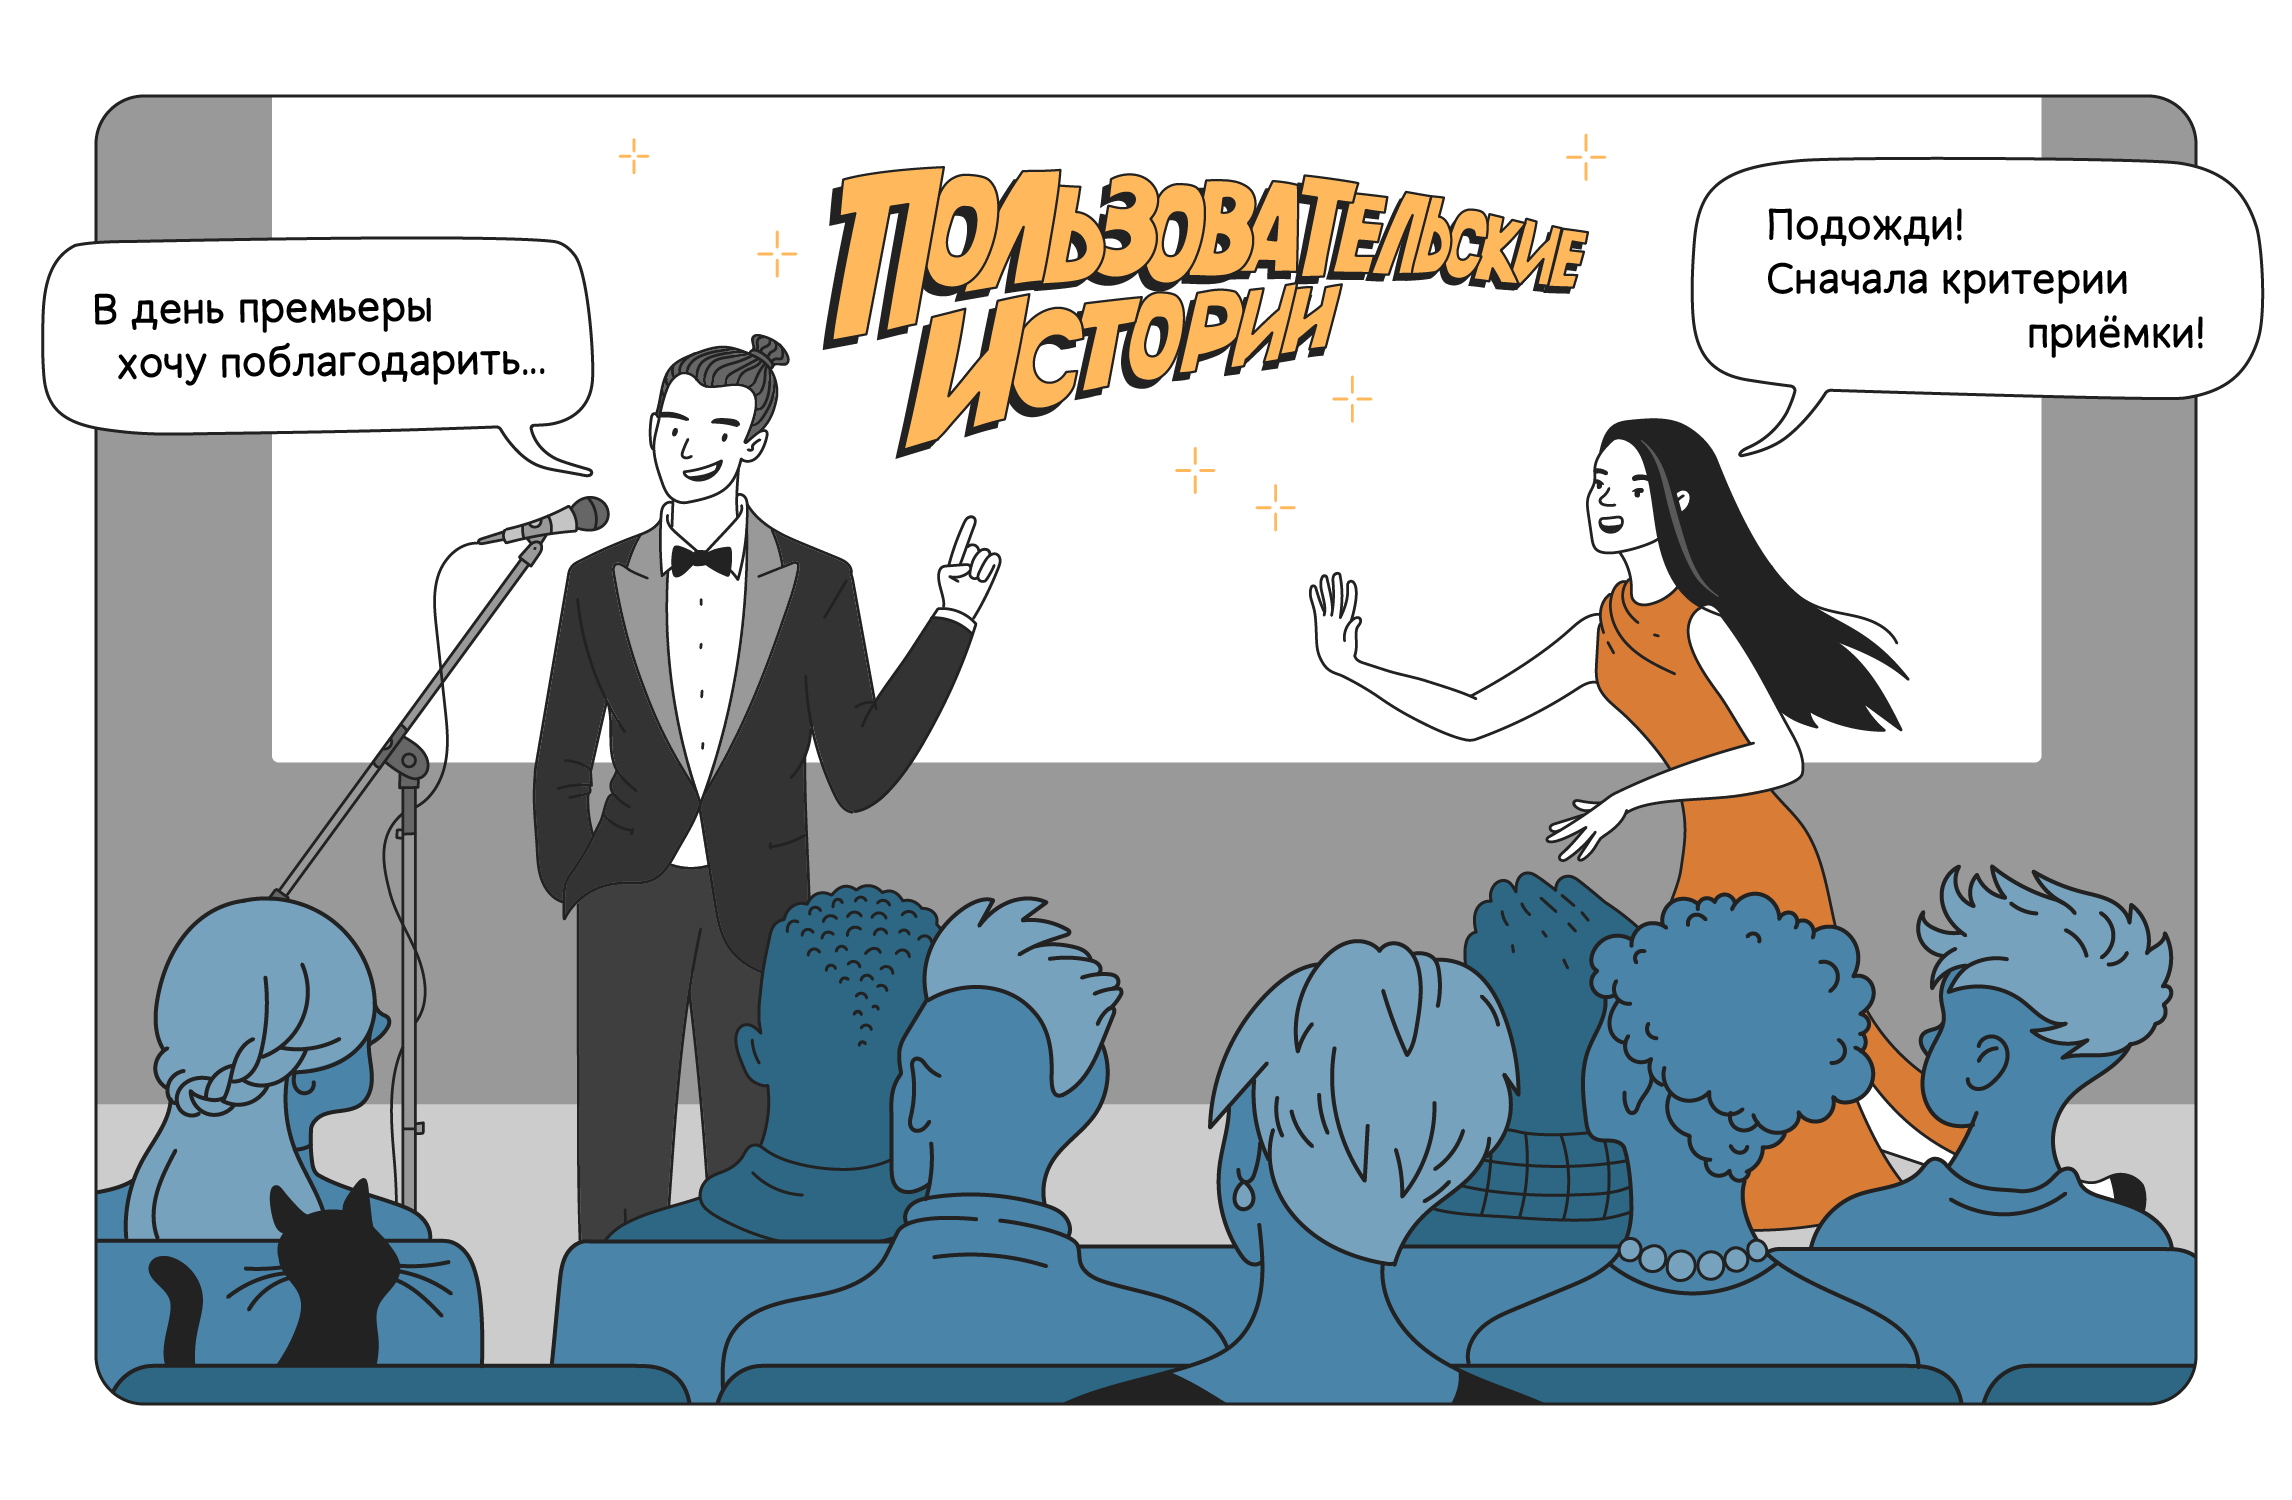 Пользовательские
Истории
В день премьеры
хочу поблагодарить...
Подожди!
Сначала критерии
приёмки!